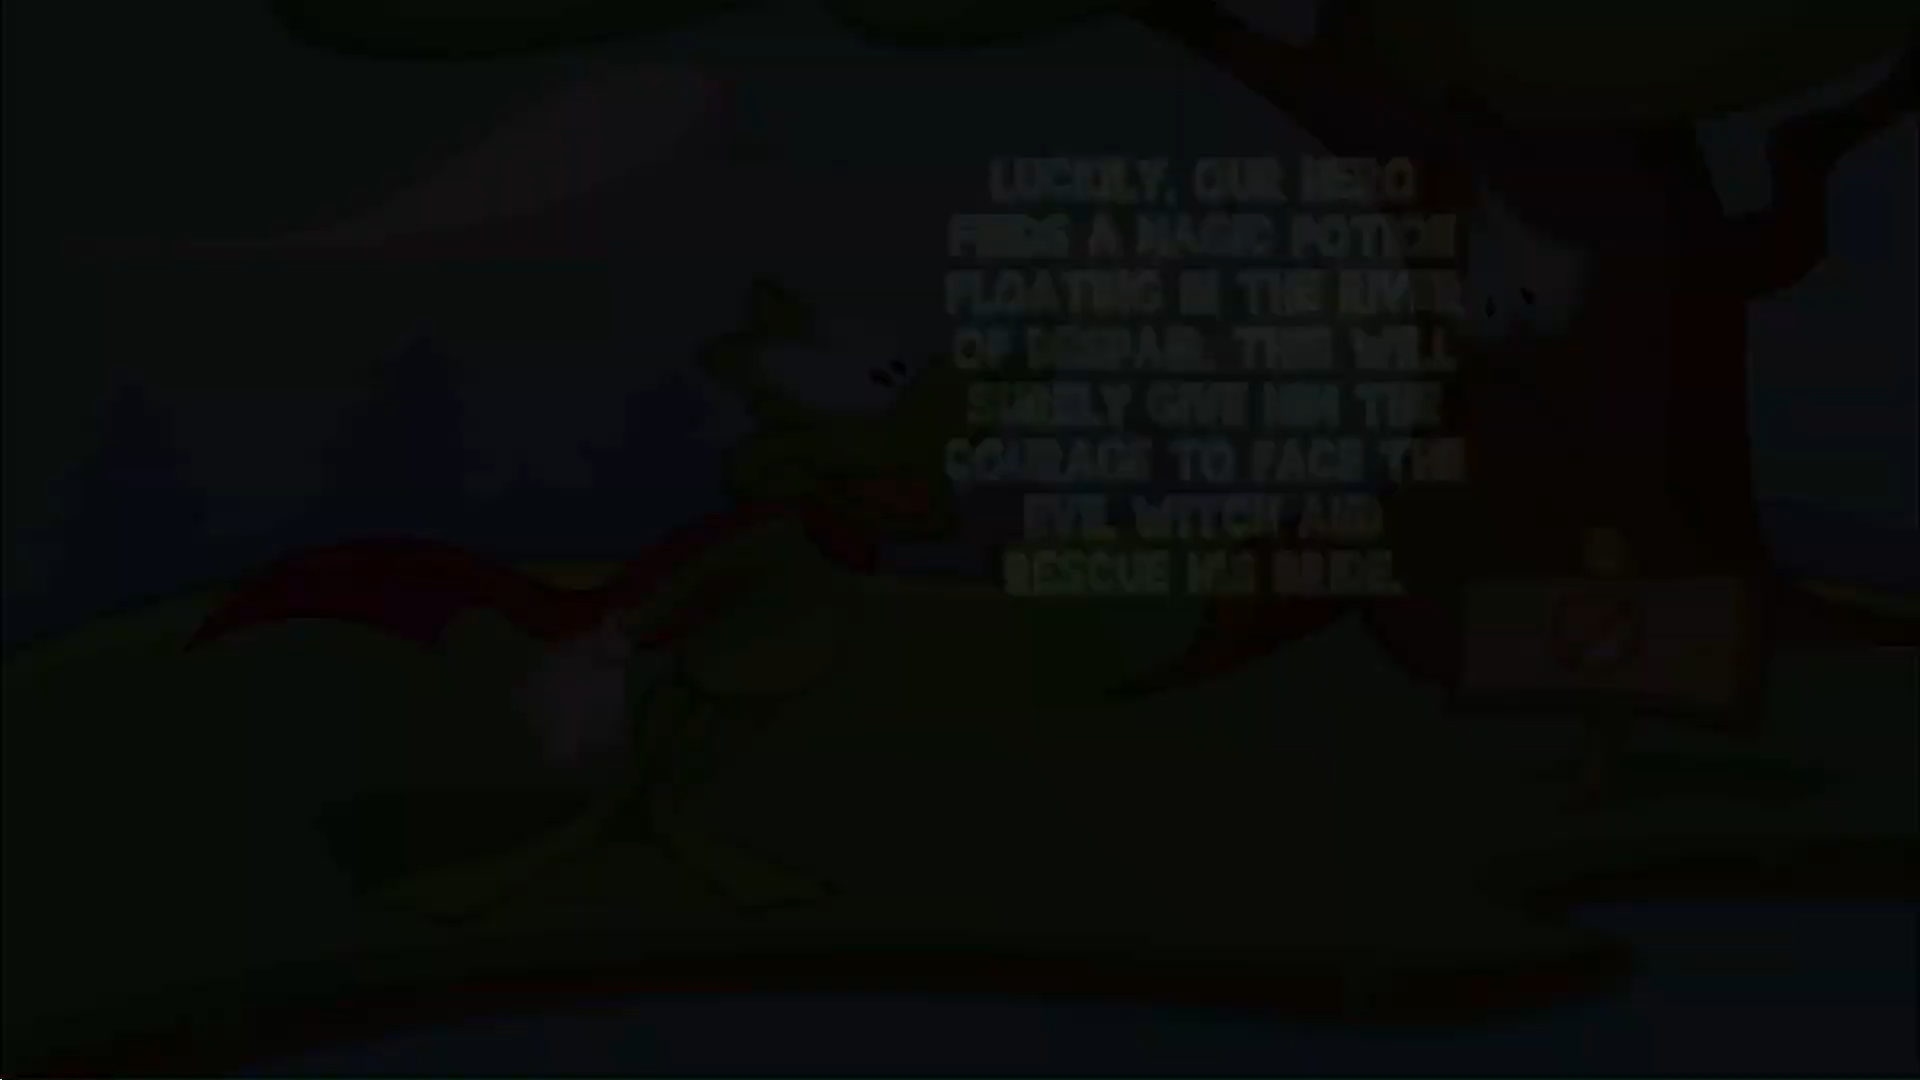 LUCKILY, OUR HERO
FINDS A MAGIC POTION
FLOATING IN THE RIVER
OF DESPAIR. THIS WILL
SURELY GIVE HIM THE
COURAGE TO FACE THE
EVIL WITCH AND
RESCUE HIS BRIDE.